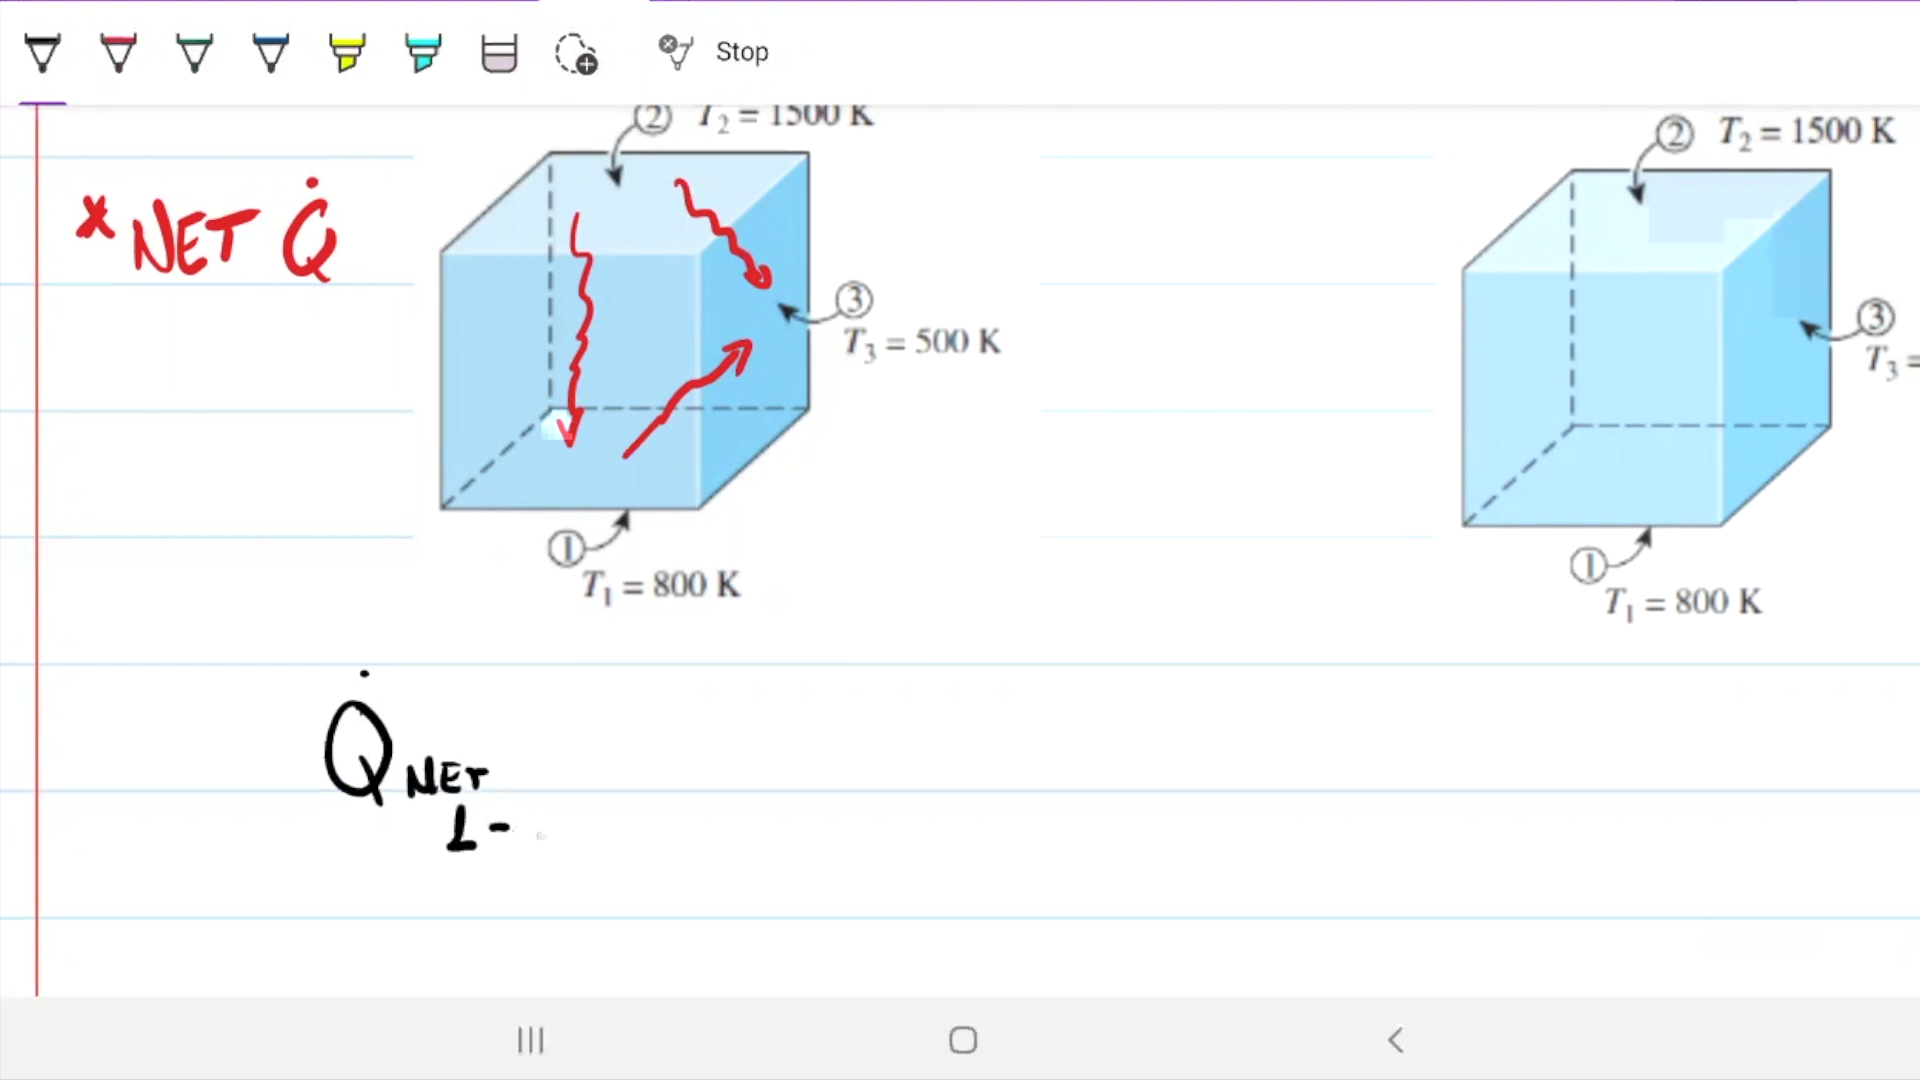 Stop
② T₂ = 1500 K
② T₂ = 1500 K
* NET Q̇
③
T₃ = 500 K
③
T₃ =
①
T₁ = 800 K
①
T₁ = 800 K
Q̇ NET
1-